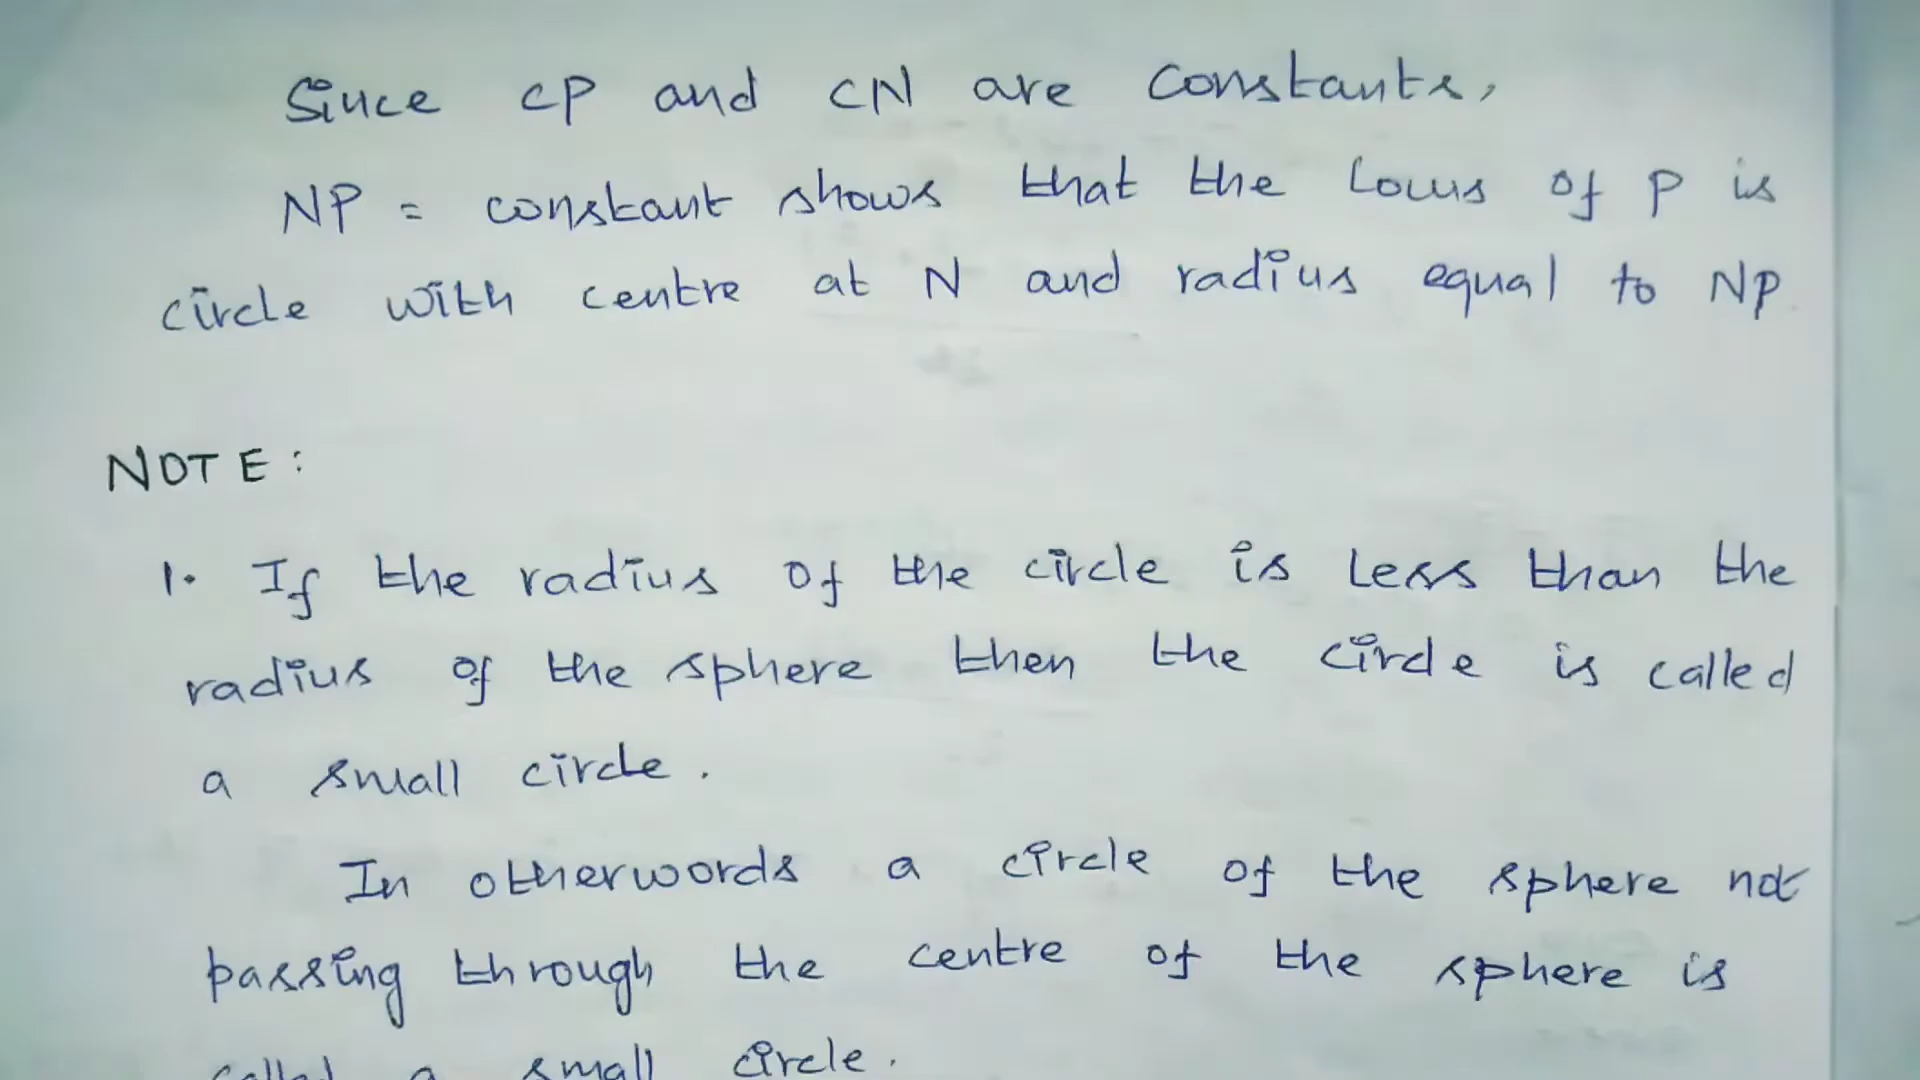 Since CP and CN are constants,
NP = constant shows that the locus of P is
circle with centre at N and radius equal to NP
NOTE:
1. If the radius of the circle is less than the
radius of the sphere then the circle is called
a small circle.
In otherwords a circle of the sphere not
passing through the centre of the sphere is
called a small circle.